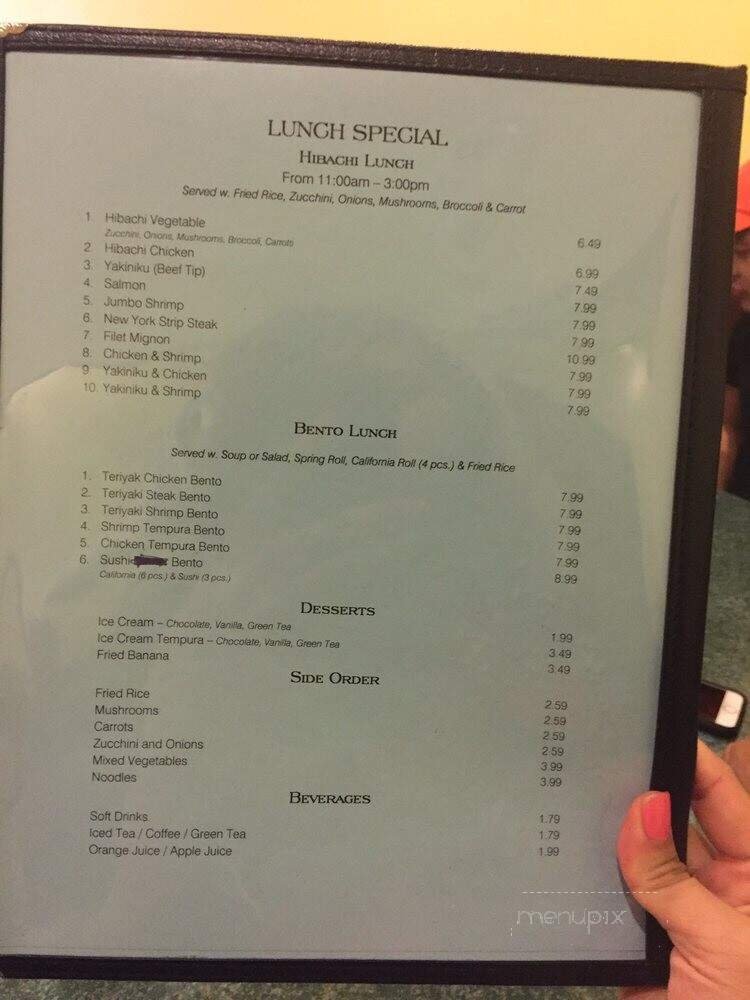 LUNCH SPECIAL
HIBACHI LUNCH
From 11:00am – 3:00pm
Served w. Fried Rice, Zucchini, Onions, Mushrooms, Broccoli & Carrot
1. Hibachi Vegetable 6.49
Zucchini, Onions, Mushrooms, Broccoli, Carrots
2. Hibachi Chicken 6.99
3. Yakiniku (Beef Tip) 7.49
4. Salmon 7.99
5. Jumbo Shrimp 7.99
6. New York Strip Steak 7.99
7. Filet Mignon 10.99
8. Chicken & Shrimp 7.99
9. Yakiniku & Chicken 7.99
10. Yakiniku & Shrimp 7.99
BENTO LUNCH
Served w. Soup or Salad, Spring Roll, California Roll (4 pcs.) & Fried Rice
1. Teriyak Chicken Bento 7.99
2. Teriyaki Steak Bento 7.99
3. Teriyaki Shrimp Bento 7.99
4. Shrimp Tempura Bento 7.99
5. Chicken Tempura Bento 7.99
6. Sushi Bento 8.99
California (6 pcs.) & Sushi (3 pcs.)
DESSERTS
Ice Cream – Chocolate, Vanilla, Green Tea 1.99
Ice Cream Tempura – Chocolate, Vanilla, Green Tea 3.49
Fried Banana 3.49
SIDE ORDER
Fried Rice 2.59
Mushrooms 2.59
Carrots 2.59
Zucchini and Onions 2.59
Mixed Vegetables 3.99
Noodles 3.99
BEVERAGES
Soft Drinks 1.79
Iced Tea / Coffee / Green Tea 1.79
Orange Juice / Apple Juice 1.99
menupix